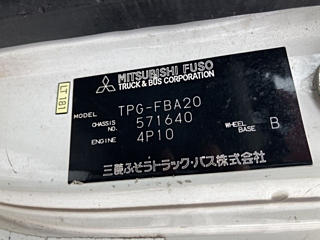 MITSUBISHI FUSO
TRUCK & BUS CORPORATION
LT181
MODEL TPG-FBA20
CHASSIS NO. 571640
ENGINE 4P10
WHEEL BASE B
三菱ふそうトラック・バス株式会社